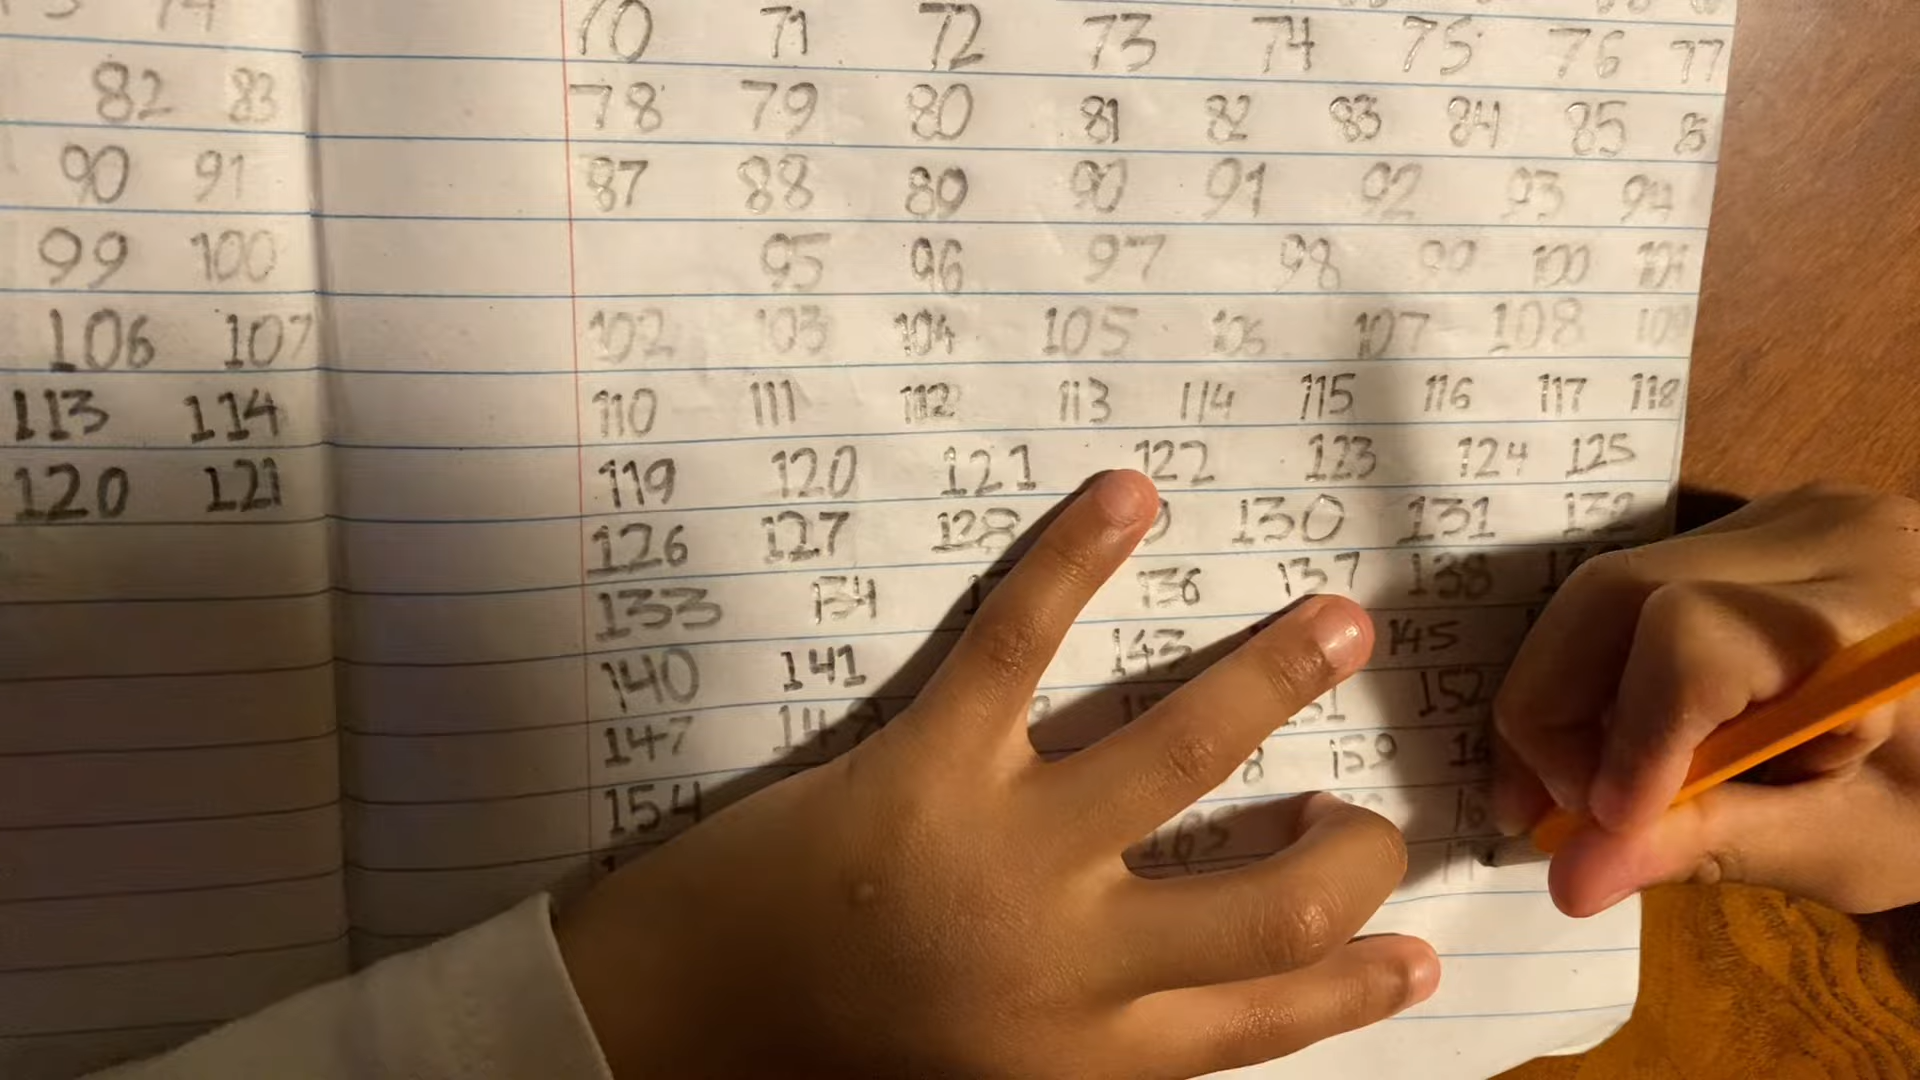 82 83
90 91
99 100
106 107
113 114
120 121
70 71 72 73 74 75 76 77
78 79 80 81 82 83 84 85
87 88 89 90 91 92 93 94
95 96 97 98 99 100 101
102 103 104 105 106 107 108 109
110 111 112 113 114 115 116 117 118
119 120 121 122 123 124 125
126 127 128 130 131 132
133 134 136 137 138
140 141 143 145
147 152
154 159
165